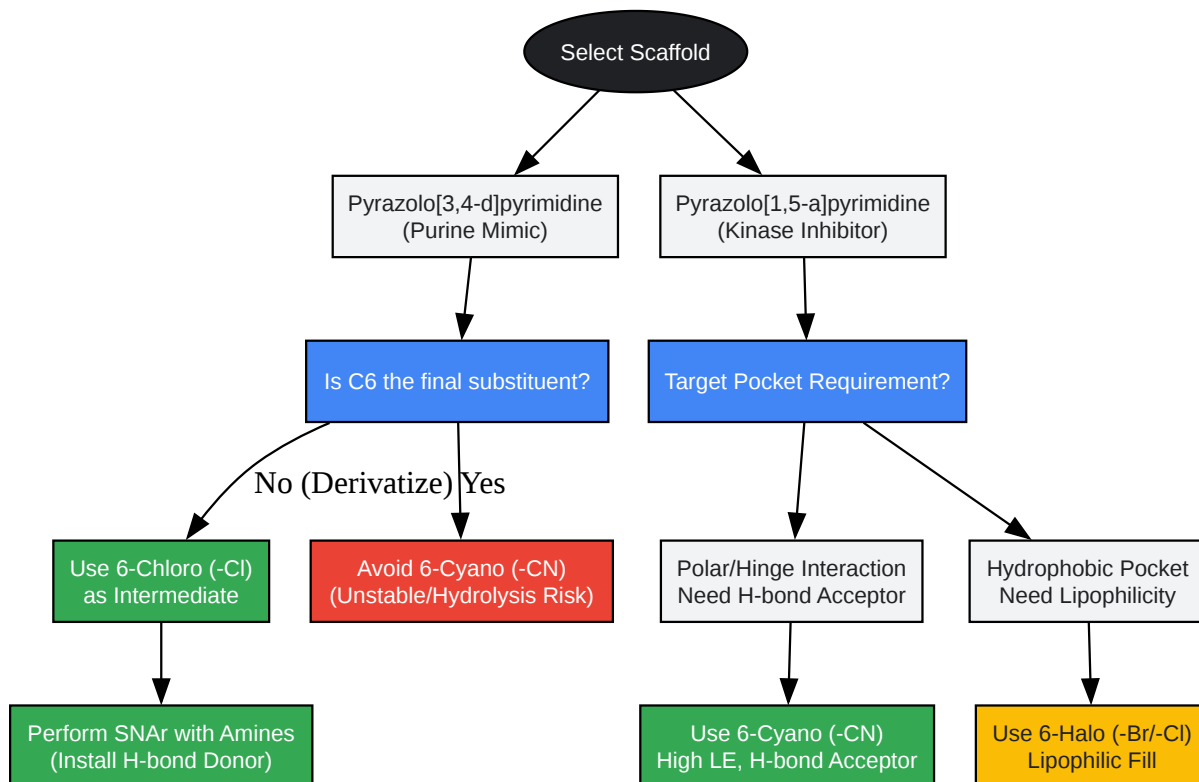 Select Scaffold
Pyrazolo[3,4-d]pyrimidine
(Purine Mimic)
Pyrazolo[1,5-a]pyrimidine
(Kinase Inhibitor)
Is C6 the final substituent?
Target Pocket Requirement?
No (Derivatize)
Yes
Use 6-Chloro (-Cl)
as Intermediate
Avoid 6-Cyano (-CN)
(Unstable/Hydrolysis Risk)
Polar/Hinge Interaction
Need H-bond Acceptor
Hydrophobic Pocket
Need Lipophilicity
Perform SNAr with Amines
(Install H-bond Donor)
Use 6-Cyano (-CN)
High LE, H-bond Acceptor
Use 6-Halo (-Br/-Cl)
Lipophilic Fill